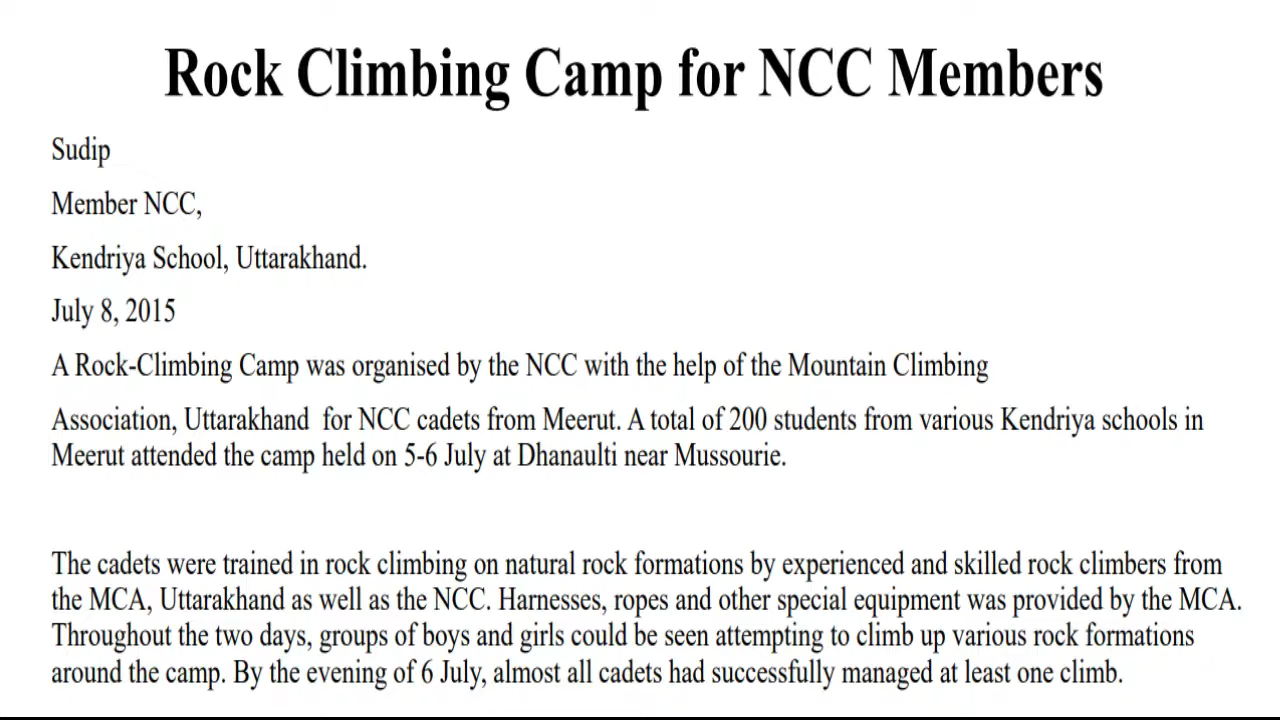 Rock Climbing Camp for NCC Members
Sudip
Member NCC,
Kendriya School, Uttarakhand.
July 8, 2015
A Rock-Climbing Camp was organised by the NCC with the help of the Mountain Climbing
Association, Uttarakhand  for NCC cadets from Meerut. A total of 200 students from various Kendriya schools in
Meerut attended the camp held on 5-6 July at Dhanaulti near Mussourie.
The cadets were trained in rock climbing on natural rock formations by experienced and skilled rock climbers from
the MCA, Uttarakhand as well as the NCC. Harnesses, ropes and other special equipment was provided by the MCA.
Throughout the two days, groups of boys and girls could be seen attempting to climb up various rock formations
around the camp. By the evening of 6 July, almost all cadets had successfully managed at least one climb.